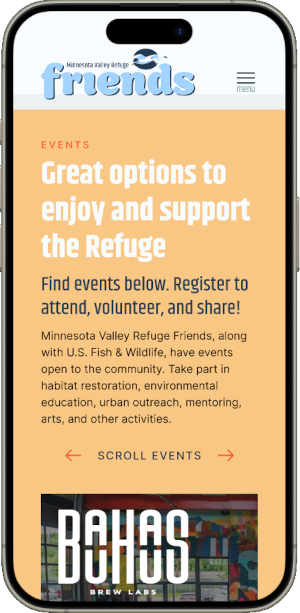 Minnesota Valley Refuge
friends
menu
EVENTS
Great options to
enjoy and support
the Refuge
Find events below. Register to
attend, volunteer, and share!
Minnesota Valley Refuge Friends, along
with U.S. Fish & Wildlife, have events
open to the community. Take part in
habitat restoration, environmental
education, urban outreach, mentoring,
arts, and other activities.
SCROLL EVENTS
BAUHAUS
BREW LABS